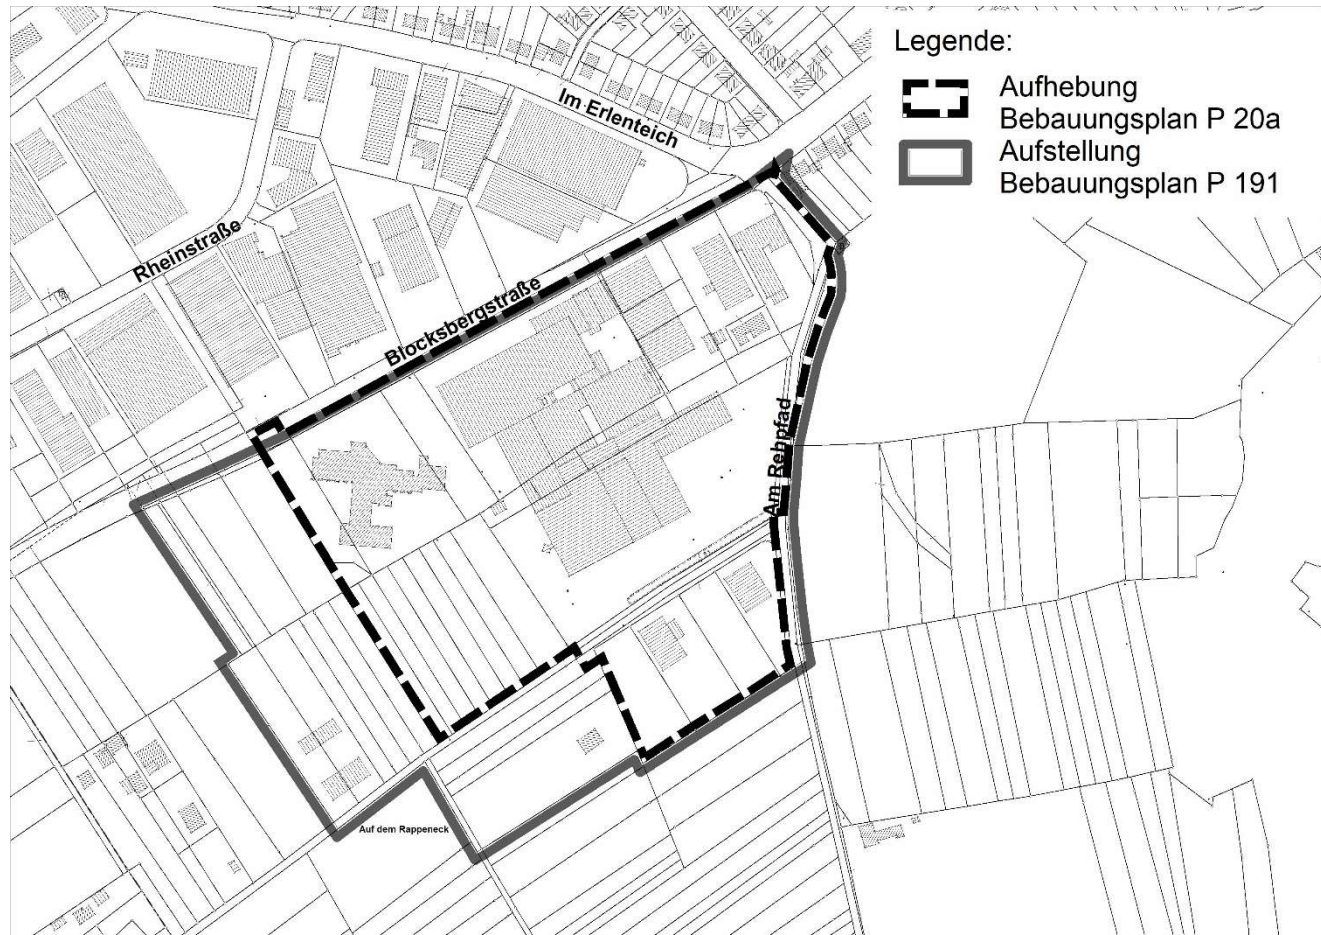 Legende:
Aufhebung
Bebauungsplan P 20a
Aufstellung
Bebauungsplan P 191
Im Erlenteich
Rheinstraße
Blocksbergstraße
Am Rehpfad
Auf dem Rappeneck